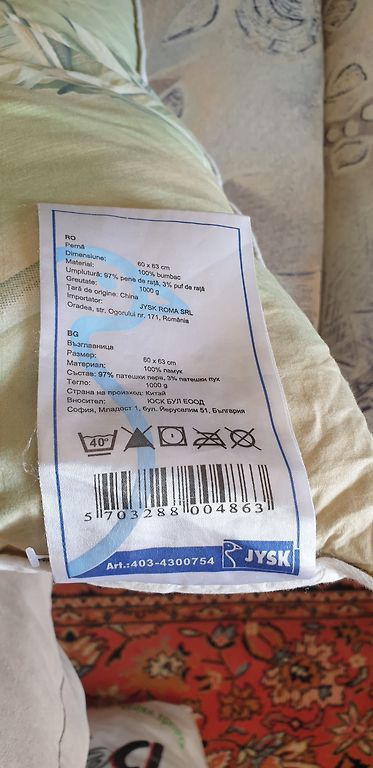 RO
Pernă
Dimensiune: 60 x 63 cm
Material: 100% bumbac
Umplutură: 97% pene de rață, 3% puf de rață
Greutate: 1000 g
Țară de origine: China
Importator: JYSK ROMA SRL
Oradea, str. Ogorului nr. 171, România
BG
Възглавница
Размер: 60 x 63 cm
Материал: 100% памук
Състав: 97% патешки пера, 3% патешки пух
Тегло: 1000 g
Страна на произход: Китай
Вносител: ЮСК БУЛ ЕООД
София, Младост 1, бул. Йерусалим 51, България
40°
5 703288 004863
Art.:403-4300754 JYSK